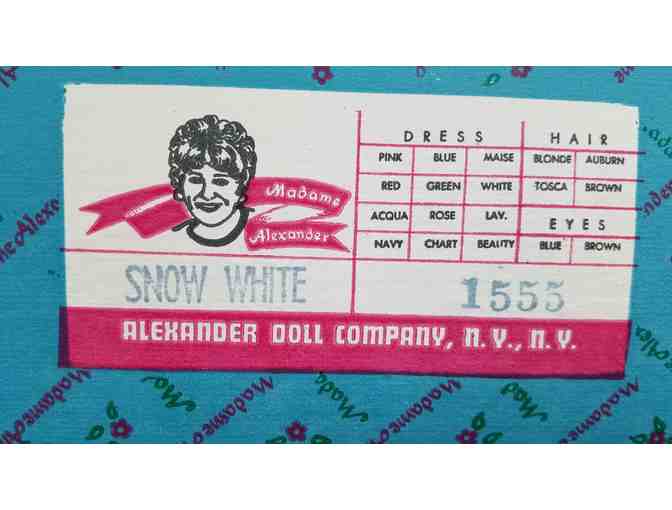 Madame
Alexander
DRESS HAIR
PINK BLUE MAISE BLONDE AUBURN
RED GREEN WHITE TOSCA BROWN
ACQUA ROSE LAV. EYES
NAVY CHART BEAUTY BLUE BROWN
SNOW WHITE 1555
ALEXANDER DOLL COMPANY, N.Y., N.Y.